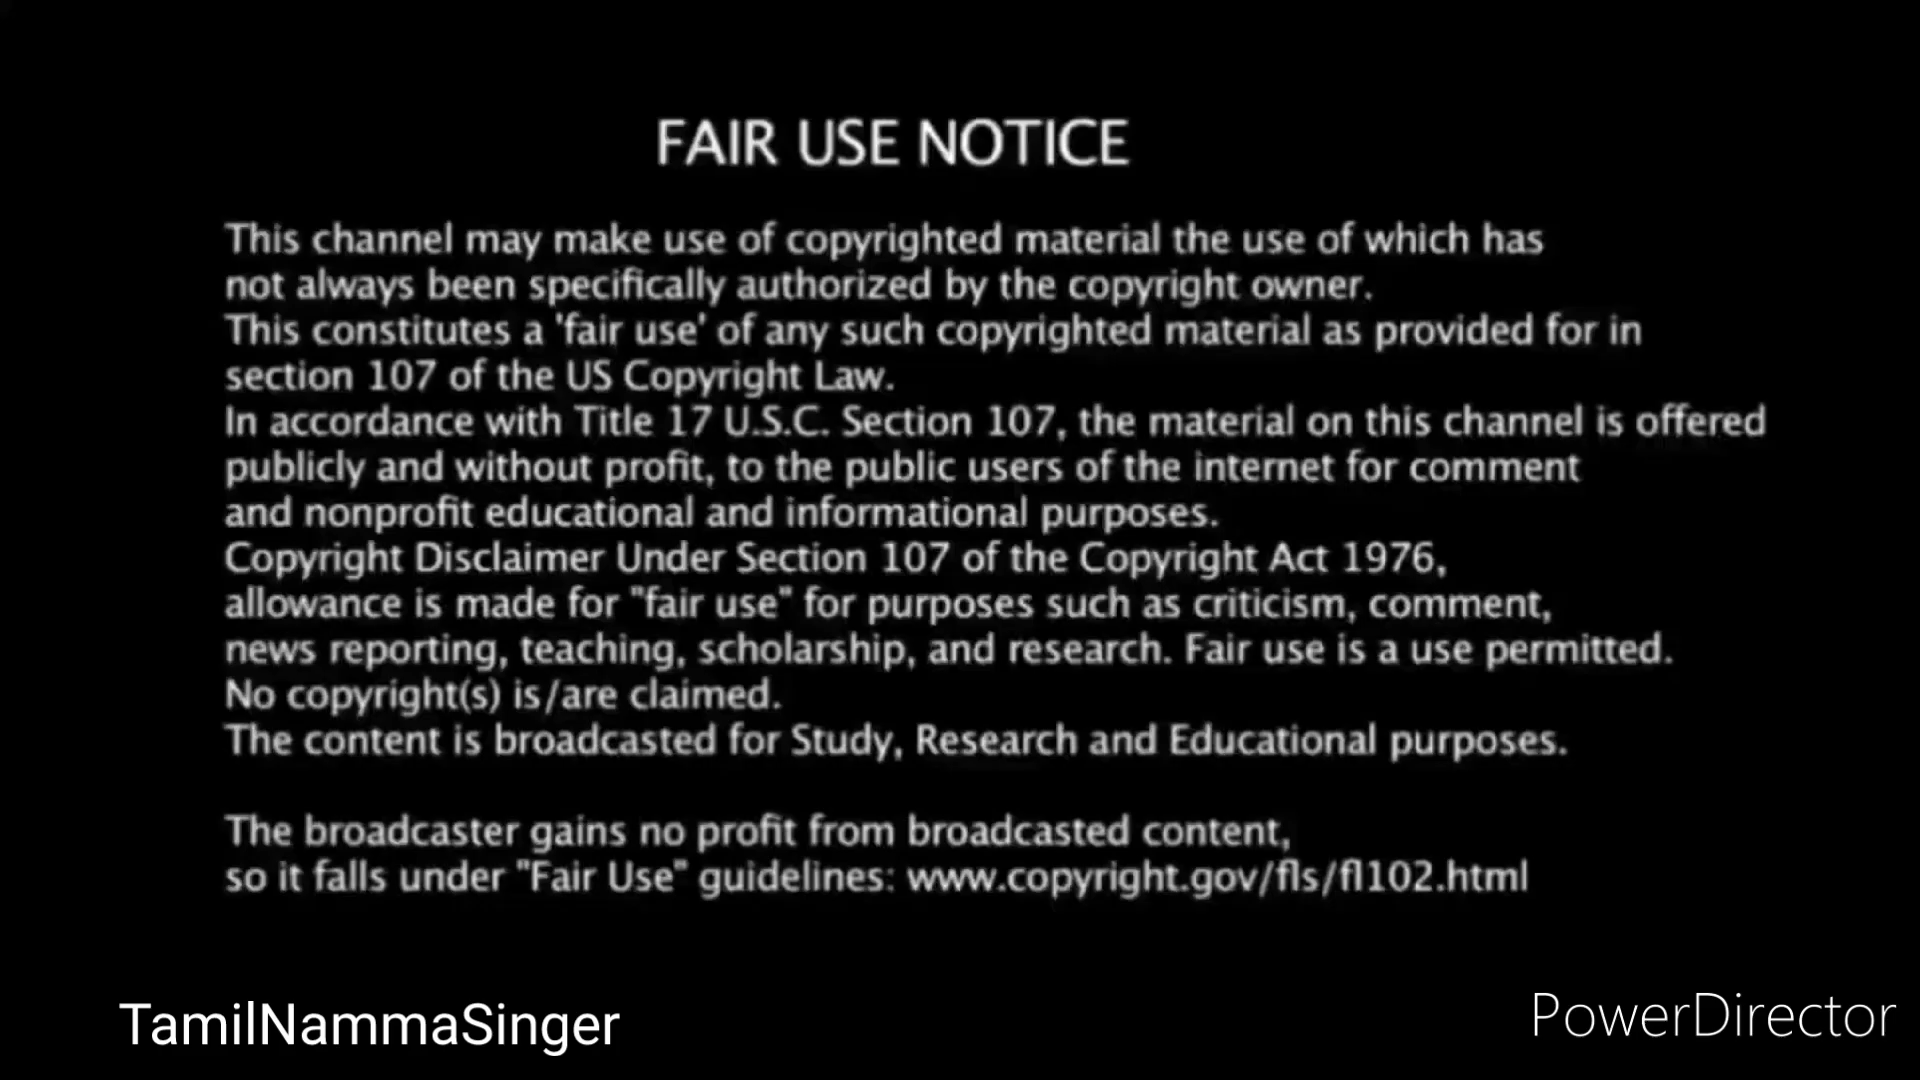 FAIR USE NOTICE
This channel may make use of copyrighted material the use of which has
not always been specifically authorized by the copyright owner.
This constitutes a 'fair use' of any such copyrighted material as provided for in
section 107 of the US Copyright Law.
In accordance with Title 17 U.S.C. Section 107, the material on this channel is offered
publicly and without profit, to the public users of the internet for comment
and nonprofit educational and informational purposes.
Copyright Disclaimer Under Section 107 of the Copyright Act 1976,
allowance is made for "fair use" for purposes such as criticism, comment,
news reporting, teaching, scholarship, and research. Fair use is a use permitted.
No copyright(s) is/are claimed.
The content is broadcasted for Study, Research and Educational purposes.
The broadcaster gains no profit from broadcasted content,
so it falls under "Fair Use" guidelines: www.copyright.gov/fls/fl102.html
TamilNammaSinger
PowerDirector